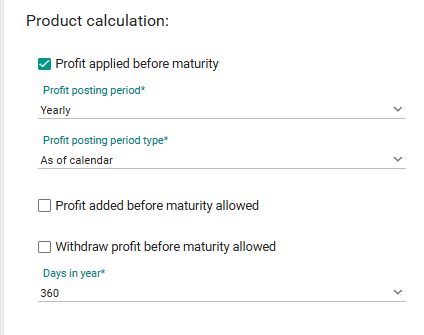 Product calculation:
Profit applied before maturity
Profit posting period*
Yearly
Profit posting period type*
As of calendar
Profit added before maturity allowed
Withdraw profit before maturity allowed
Days in year*
360